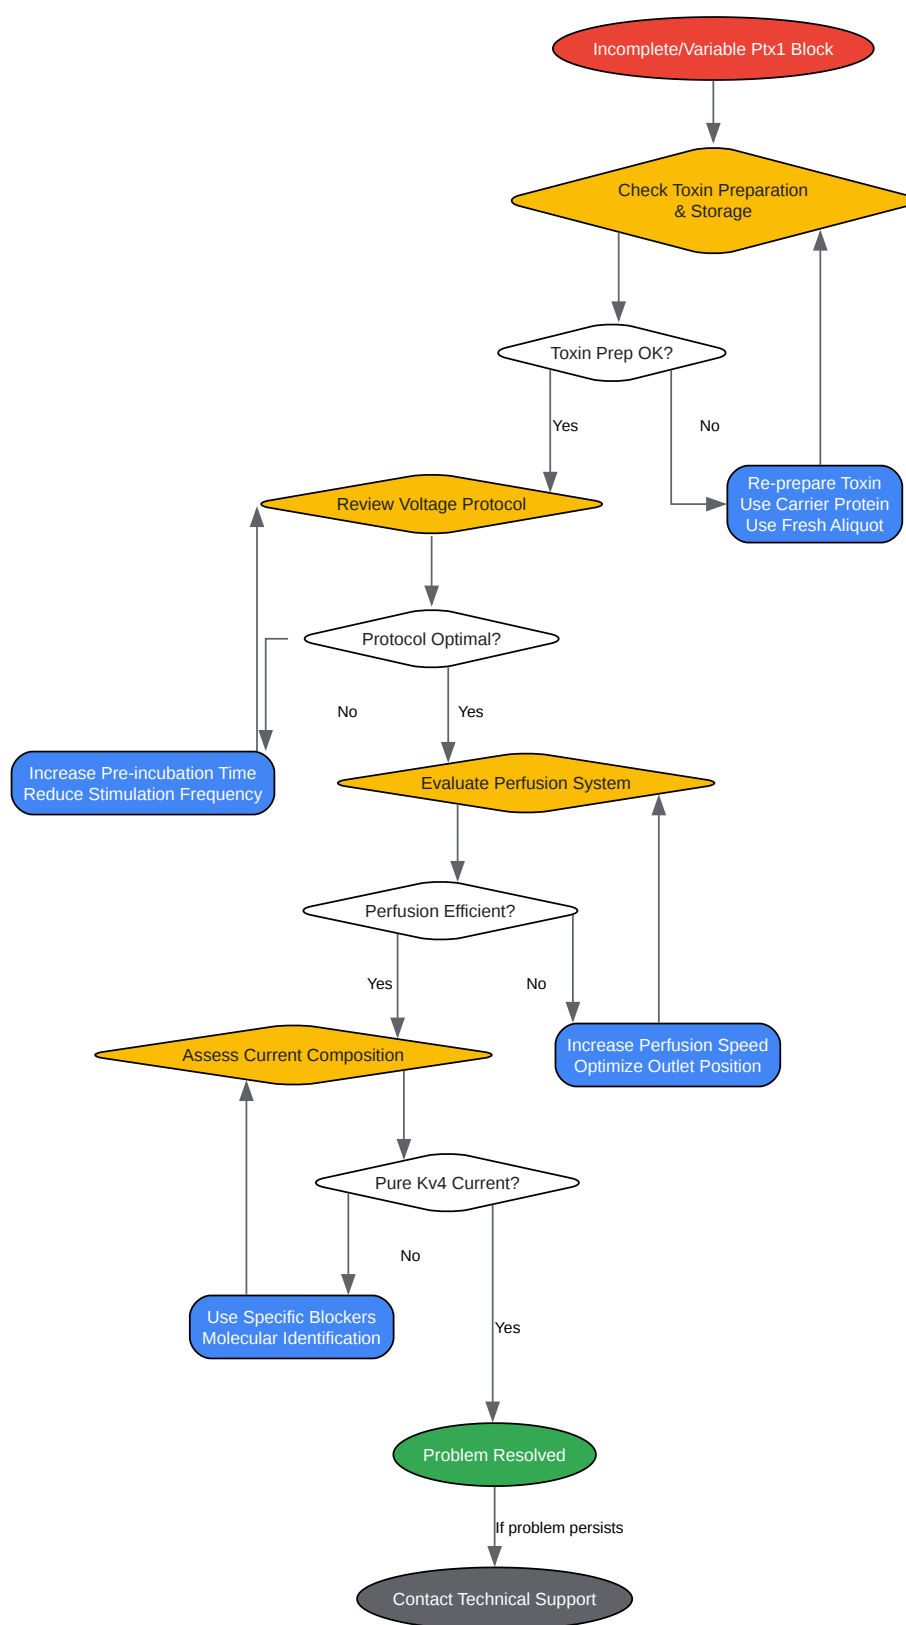 Incomplete/Variable Ptx1 Block
Check Toxin Preparation
& Storage
Toxin Prep OK?
Yes
No
Re-prepare Toxin
Use Carrier Protein
Use Fresh Aliquot
Review Voltage Protocol
Protocol Optimal?
No
Yes
Increase Pre-incubation Time
Reduce Stimulation Frequency
Evaluate Perfusion System
Perfusion Efficient?
Yes
No
Increase Perfusion Speed
Optimize Outlet Position
Assess Current Composition
Pure Kv4 Current?
No
Use Specific Blockers
Molecular Identification
Yes
Problem Resolved
If problem persists
Contact Technical Support